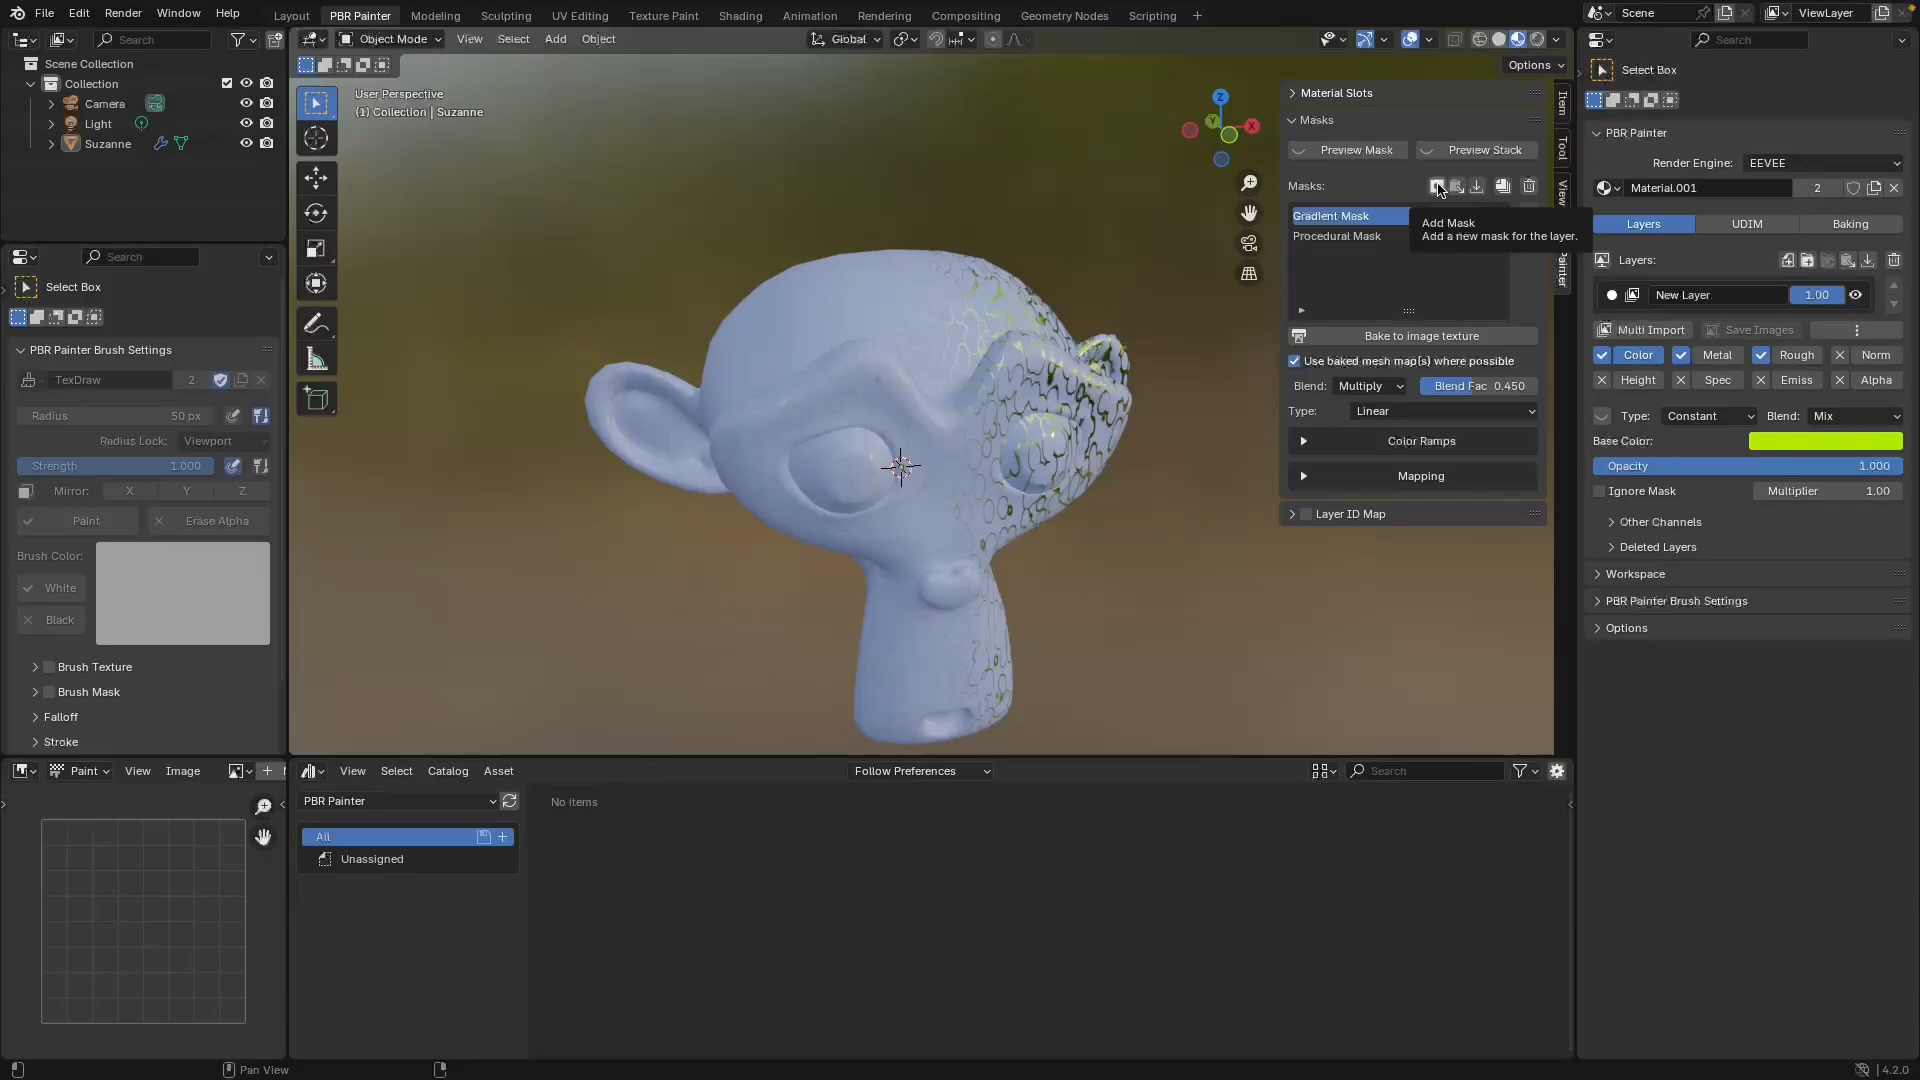 File Edit Render Window Help
Layout PBR Painter Modeling Sculpting UV Editing Texture Paint Shading Animation Rendering Compositing Geometry Nodes Scripting +
Scene
ViewLayer
Search
Scene Collection
Collection
Camera
Light
Suzanne
Object Mode View Select Add Object
Global
Options
User Perspective
(1) Collection | Suzanne
Z
Y
X
Material Slots
Masks
Preview Mask Preview Stack
Masks:
Gradient Mask
Procedural Mask
Add Mask
Add a new mask for the layer.
Bake to image texture
Use baked mesh map(s) where possible
Blend: Multiply Blend Fac 0.450
Type: Linear
Color Ramps
Mapping
Layer ID Map
Item
Tool
View
Painter
Search
Select Box
PBR Painter
Render Engine: EEVEE
Material.001 2
Layers UDIM Baking
Layers:
New Layer 1.00
Multi Import Save Images
Color Metal Rough Norm
Height Spec Emiss Alpha
Type: Constant Blend: Mix
Base Color:
Opacity 1.000
Ignore Mask Multiplier 1.00
Other Channels
Deleted Layers
Workspace
PBR Painter Brush Settings
Options
Search
Select Box
PBR Painter Brush Settings
TexDraw 2
Radius 50 px
Radius Lock: Viewport
Strength 1.000
Mirror: X Y Z
Paint Erase Alpha
Brush Color:
White
Black
Brush Texture
Brush Mask
Falloff
Stroke
Paint View Image
View Select Catalog Asset
Follow Preferences
Search
PBR Painter
All
Unassigned
No items
Pan View
4.2.0